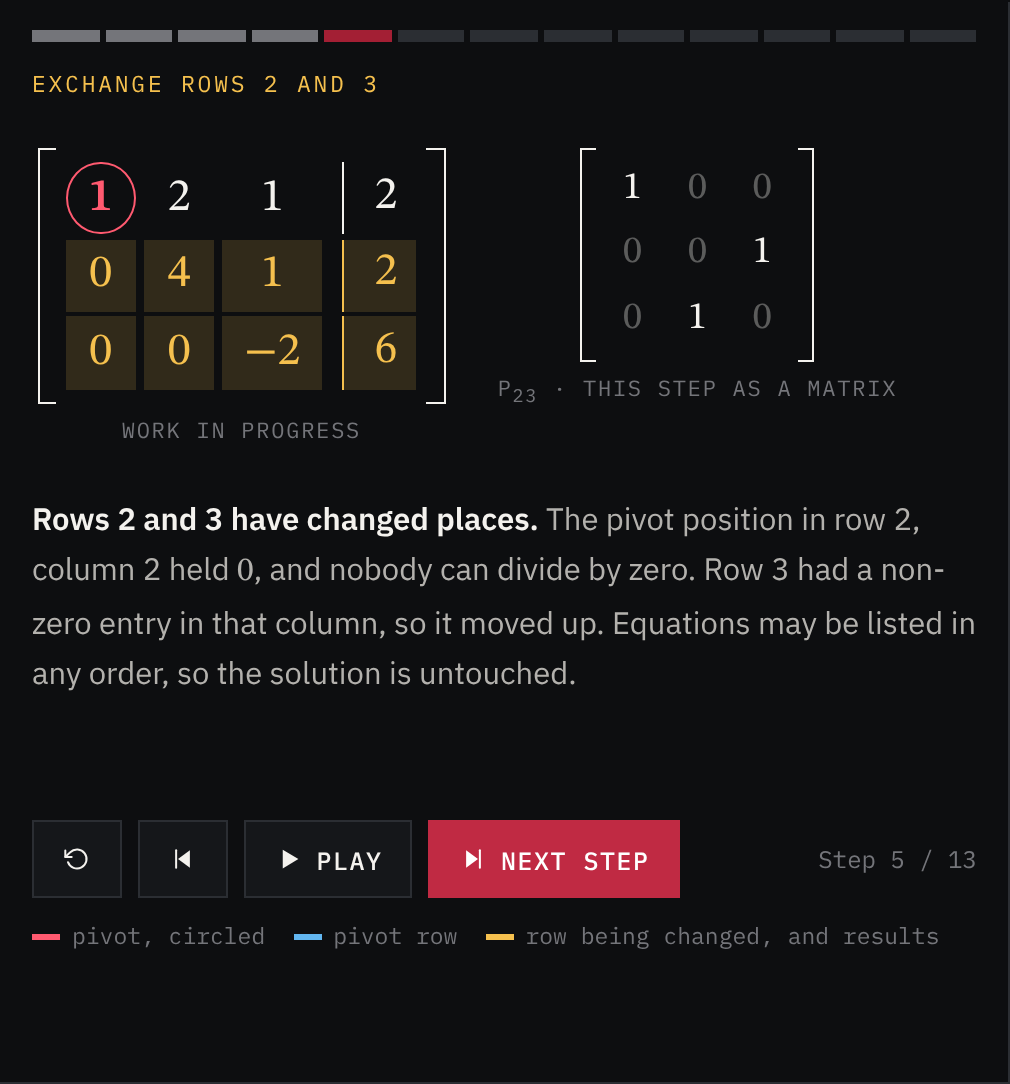 EXCHANGE ROWS 2 AND 3
1 2 1 2
0 4 1 2
0 0 −2 6
WORK IN PROGRESS
1 0 0
0 0 1
0 1 0
P23 · THIS STEP AS A MATRIX
Rows 2 and 3 have changed places. The pivot position in row 2,
column 2 held 0, and nobody can divide by zero. Row 3 had a non-
zero entry in that column, so it moved up. Equations may be listed in
any order, so the solution is untouched.
PLAY NEXT STEP Step 5 / 13
pivot, circled pivot row row being changed, and results